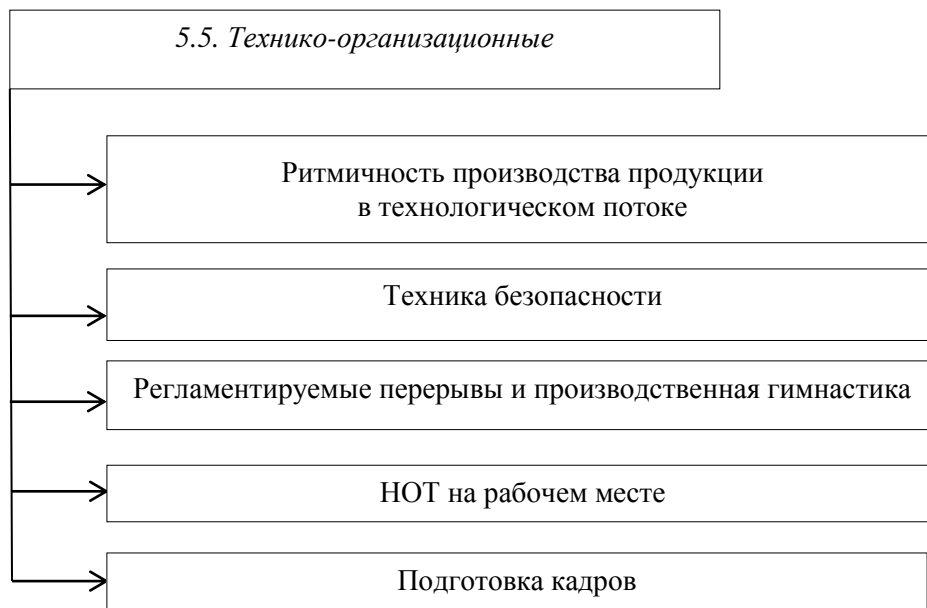 5.5. Технико-организационные
Ритмичность производства продукции
в технологическом потоке
Техника безопасности
Регламентируемые перерывы и производственная гимнастика
НОТ на рабочем месте
Подготовка кадров